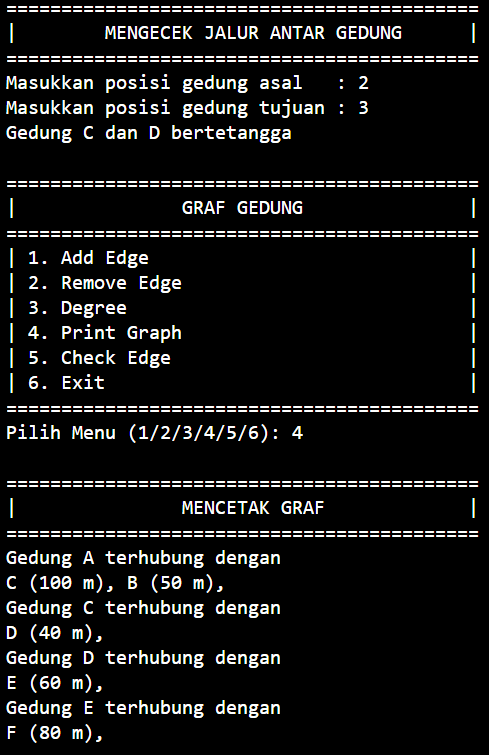 ===========================================
|        MENGECEK JALUR ANTAR GEDUNG      |
===========================================
Masukkan posisi gedung asal   : 2
Masukkan posisi gedung tujuan : 3
Gedung C dan D bertetangga

===========================================
|               GRAF GEDUNG               |
===========================================
| 1. Add Edge                             |
| 2. Remove Edge                          |
| 3. Degree                               |
| 4. Print Graph                          |
| 5. Check Edge                           |
| 6. Exit                                 |
===========================================
Pilih Menu (1/2/3/4/5/6): 4

===========================================
|               MENCETAK GRAF             |
===========================================
Gedung A terhubung dengan
C (100 m), B (50 m),
Gedung C terhubung dengan
D (40 m),
Gedung D terhubung dengan
E (60 m),
Gedung E terhubung dengan
F (80 m),